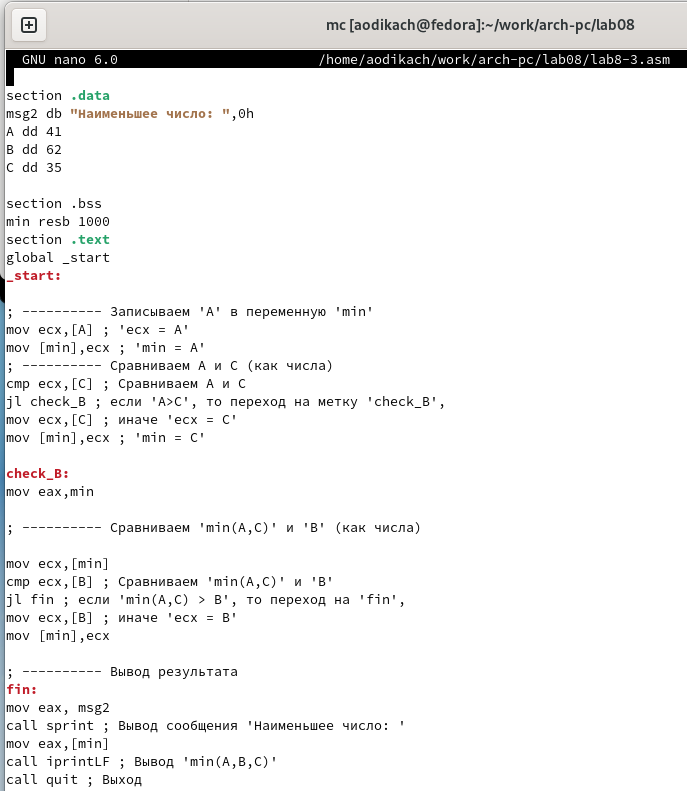 mc [aodikach@fedora]:~/work/arch-pc/lab08
GNU nano 6.0 /home/aodikach/work/arch-pc/lab08/lab8-3.asm
section .data
msg2 db "Наименьшее число: ",0h
A dd 41
B dd 62
C dd 35
section .bss
min resb 1000
section .text
global _start
_start:
; ---------- Записываем 'A' в переменную 'min'
mov ecx,[A] ; 'ecx = A'
mov [min],ecx ; 'min = A'
; ---------- Сравниваем A и С (как числа)
cmp ecx,[C] ; Сравниваем A и С
jl check_B ; если 'A>C', то переход на метку 'check_B',
mov ecx,[C] ; иначе 'ecx = C'
mov [min],ecx ; 'min = C'
check_B:
mov eax,min
; ---------- Сравниваем 'min(A,C)' и 'B' (как числа)
mov ecx,[min]
cmp ecx,[B] ; Сравниваем 'min(A,C)' и 'B'
jl fin ; если 'min(A,C) > B', то переход на 'fin',
mov ecx,[B] ; иначе 'ecx = B'
mov [min],ecx
; ---------- Вывод результата
fin:
mov eax, msg2
call sprint ; Вывод сообщения 'Наименьшее число: '
mov eax,[min]
call iprintLF ; Вывод 'min(A,B,C)'
call quit ; Выход